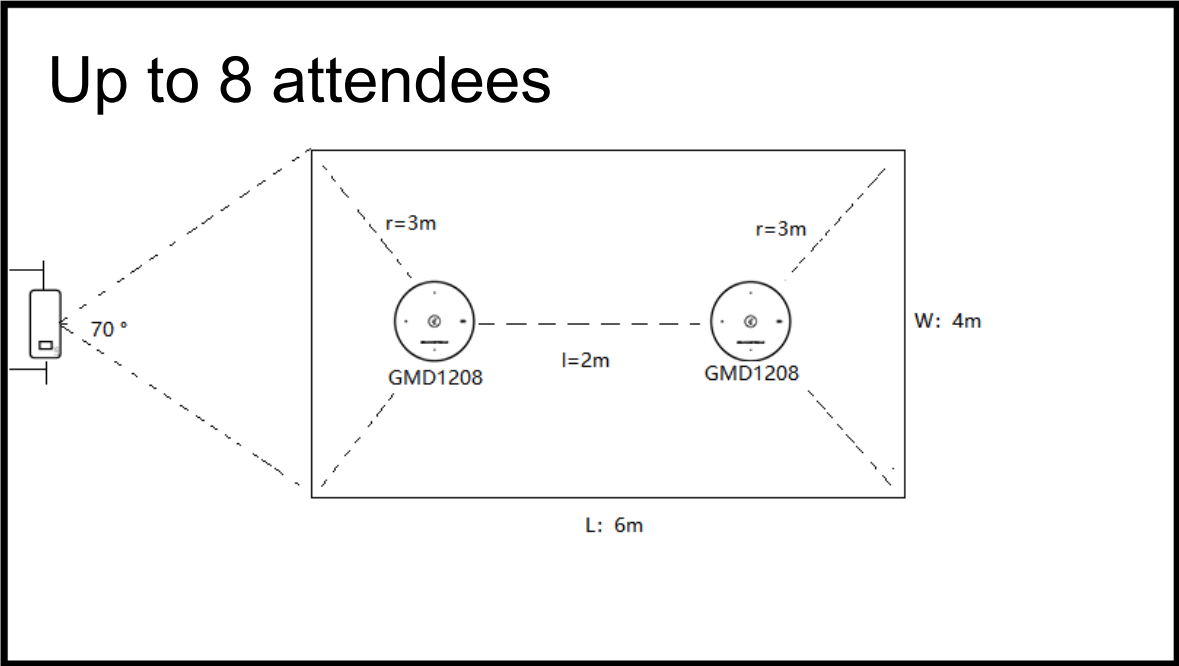 Up to 8 attendees
r=3m
r=3m
70 °
W: 4m
l=2m
GMD1208
GMD1208
L: 6m